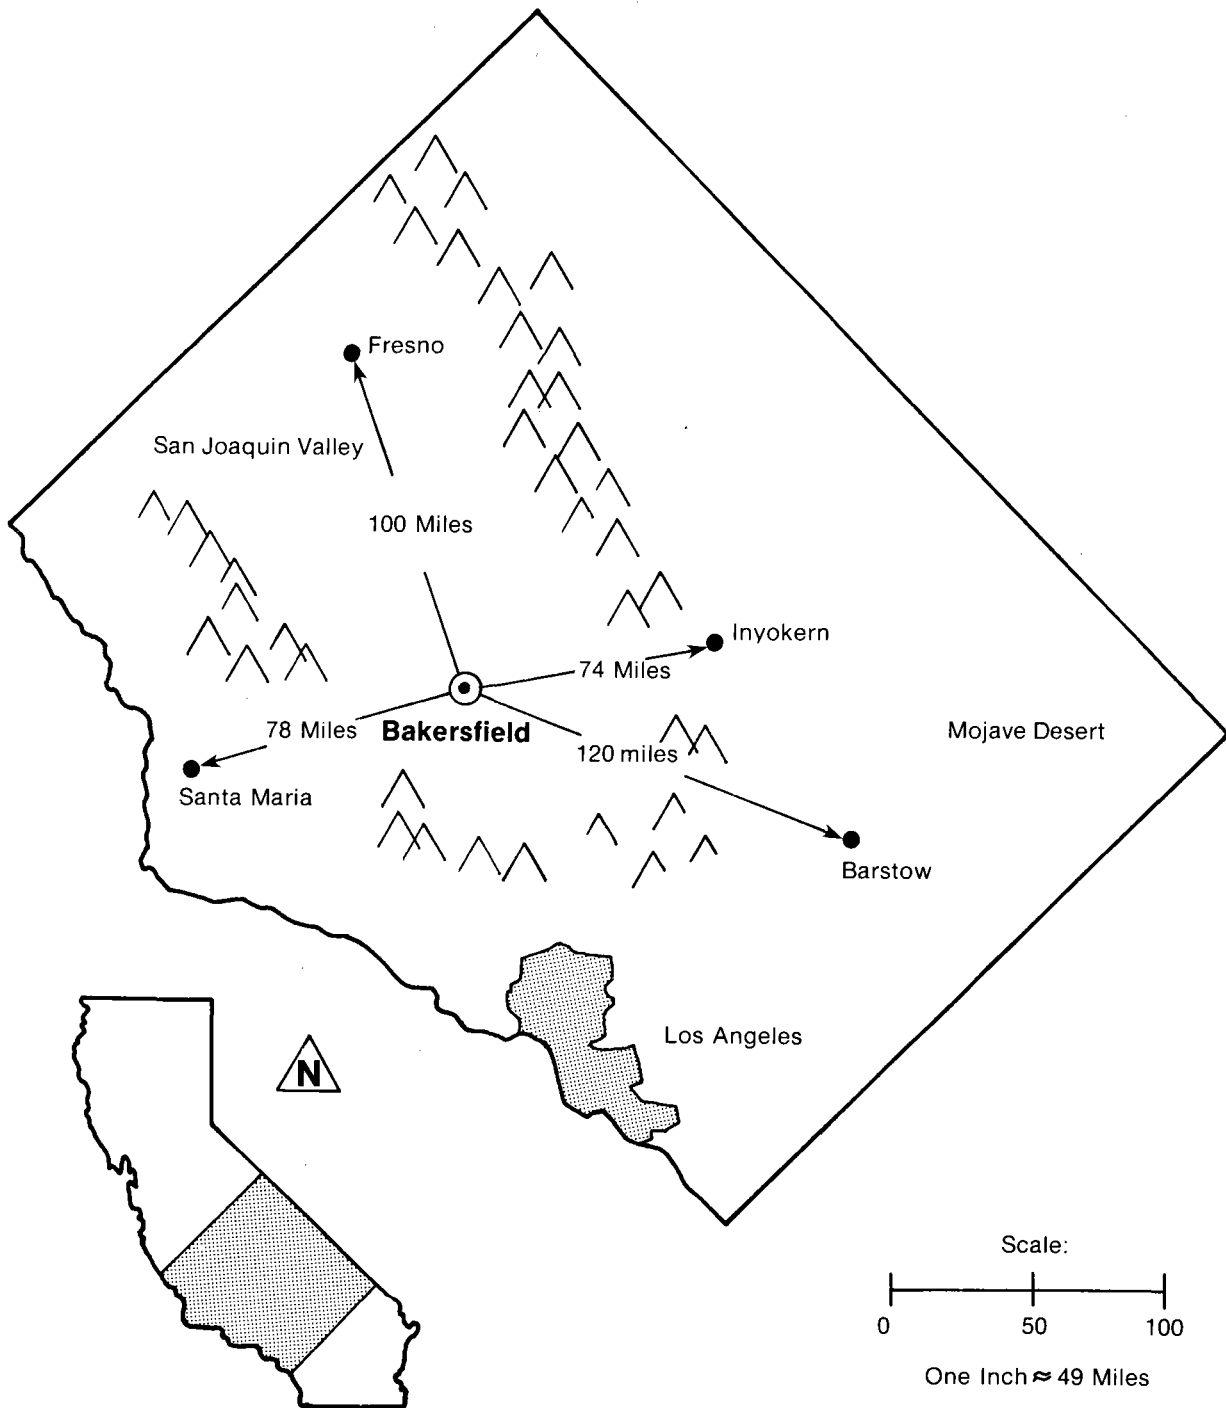 Fresno
San Joaquin Valley
100 Miles
Inyokern
74 Miles
78 Miles
Bakersfield
120 miles
Mojave Desert
Santa Maria
Barstow
Los Angeles
N
Scale:
0 50 100
One Inch ≈ 49 Miles